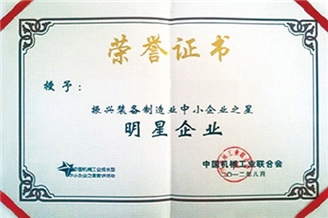 荣誉证书
授予：
振兴装备制造业中小企业之星
明星企业
中国机械工业联合会
二〇一二年八月